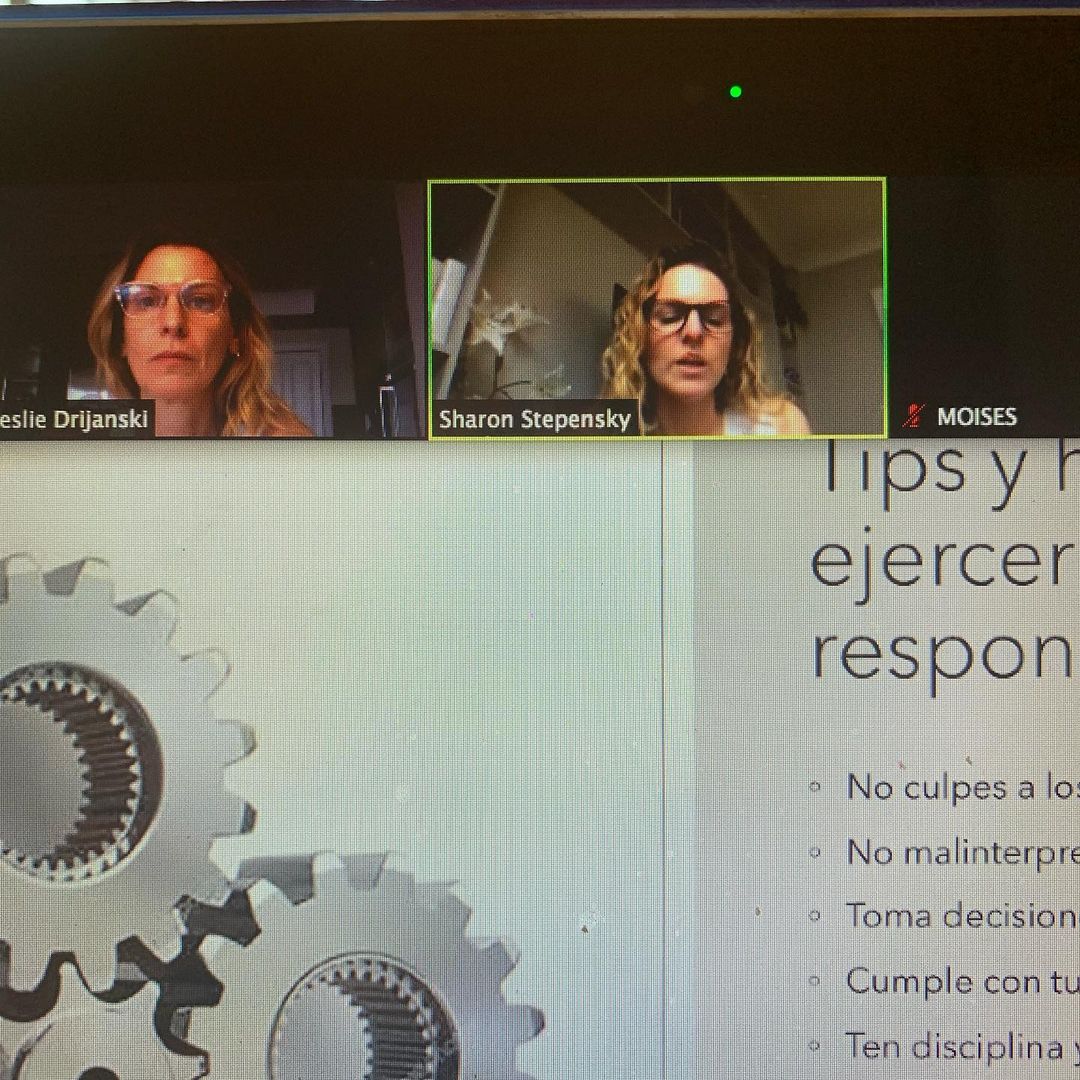 eslie Drijanski
Sharon Stepensky
MOISES
Tips y h
ejercer
respon
No culpes a los
No malinterpre
Toma decision
Cumple con tu
Ten disciplina y